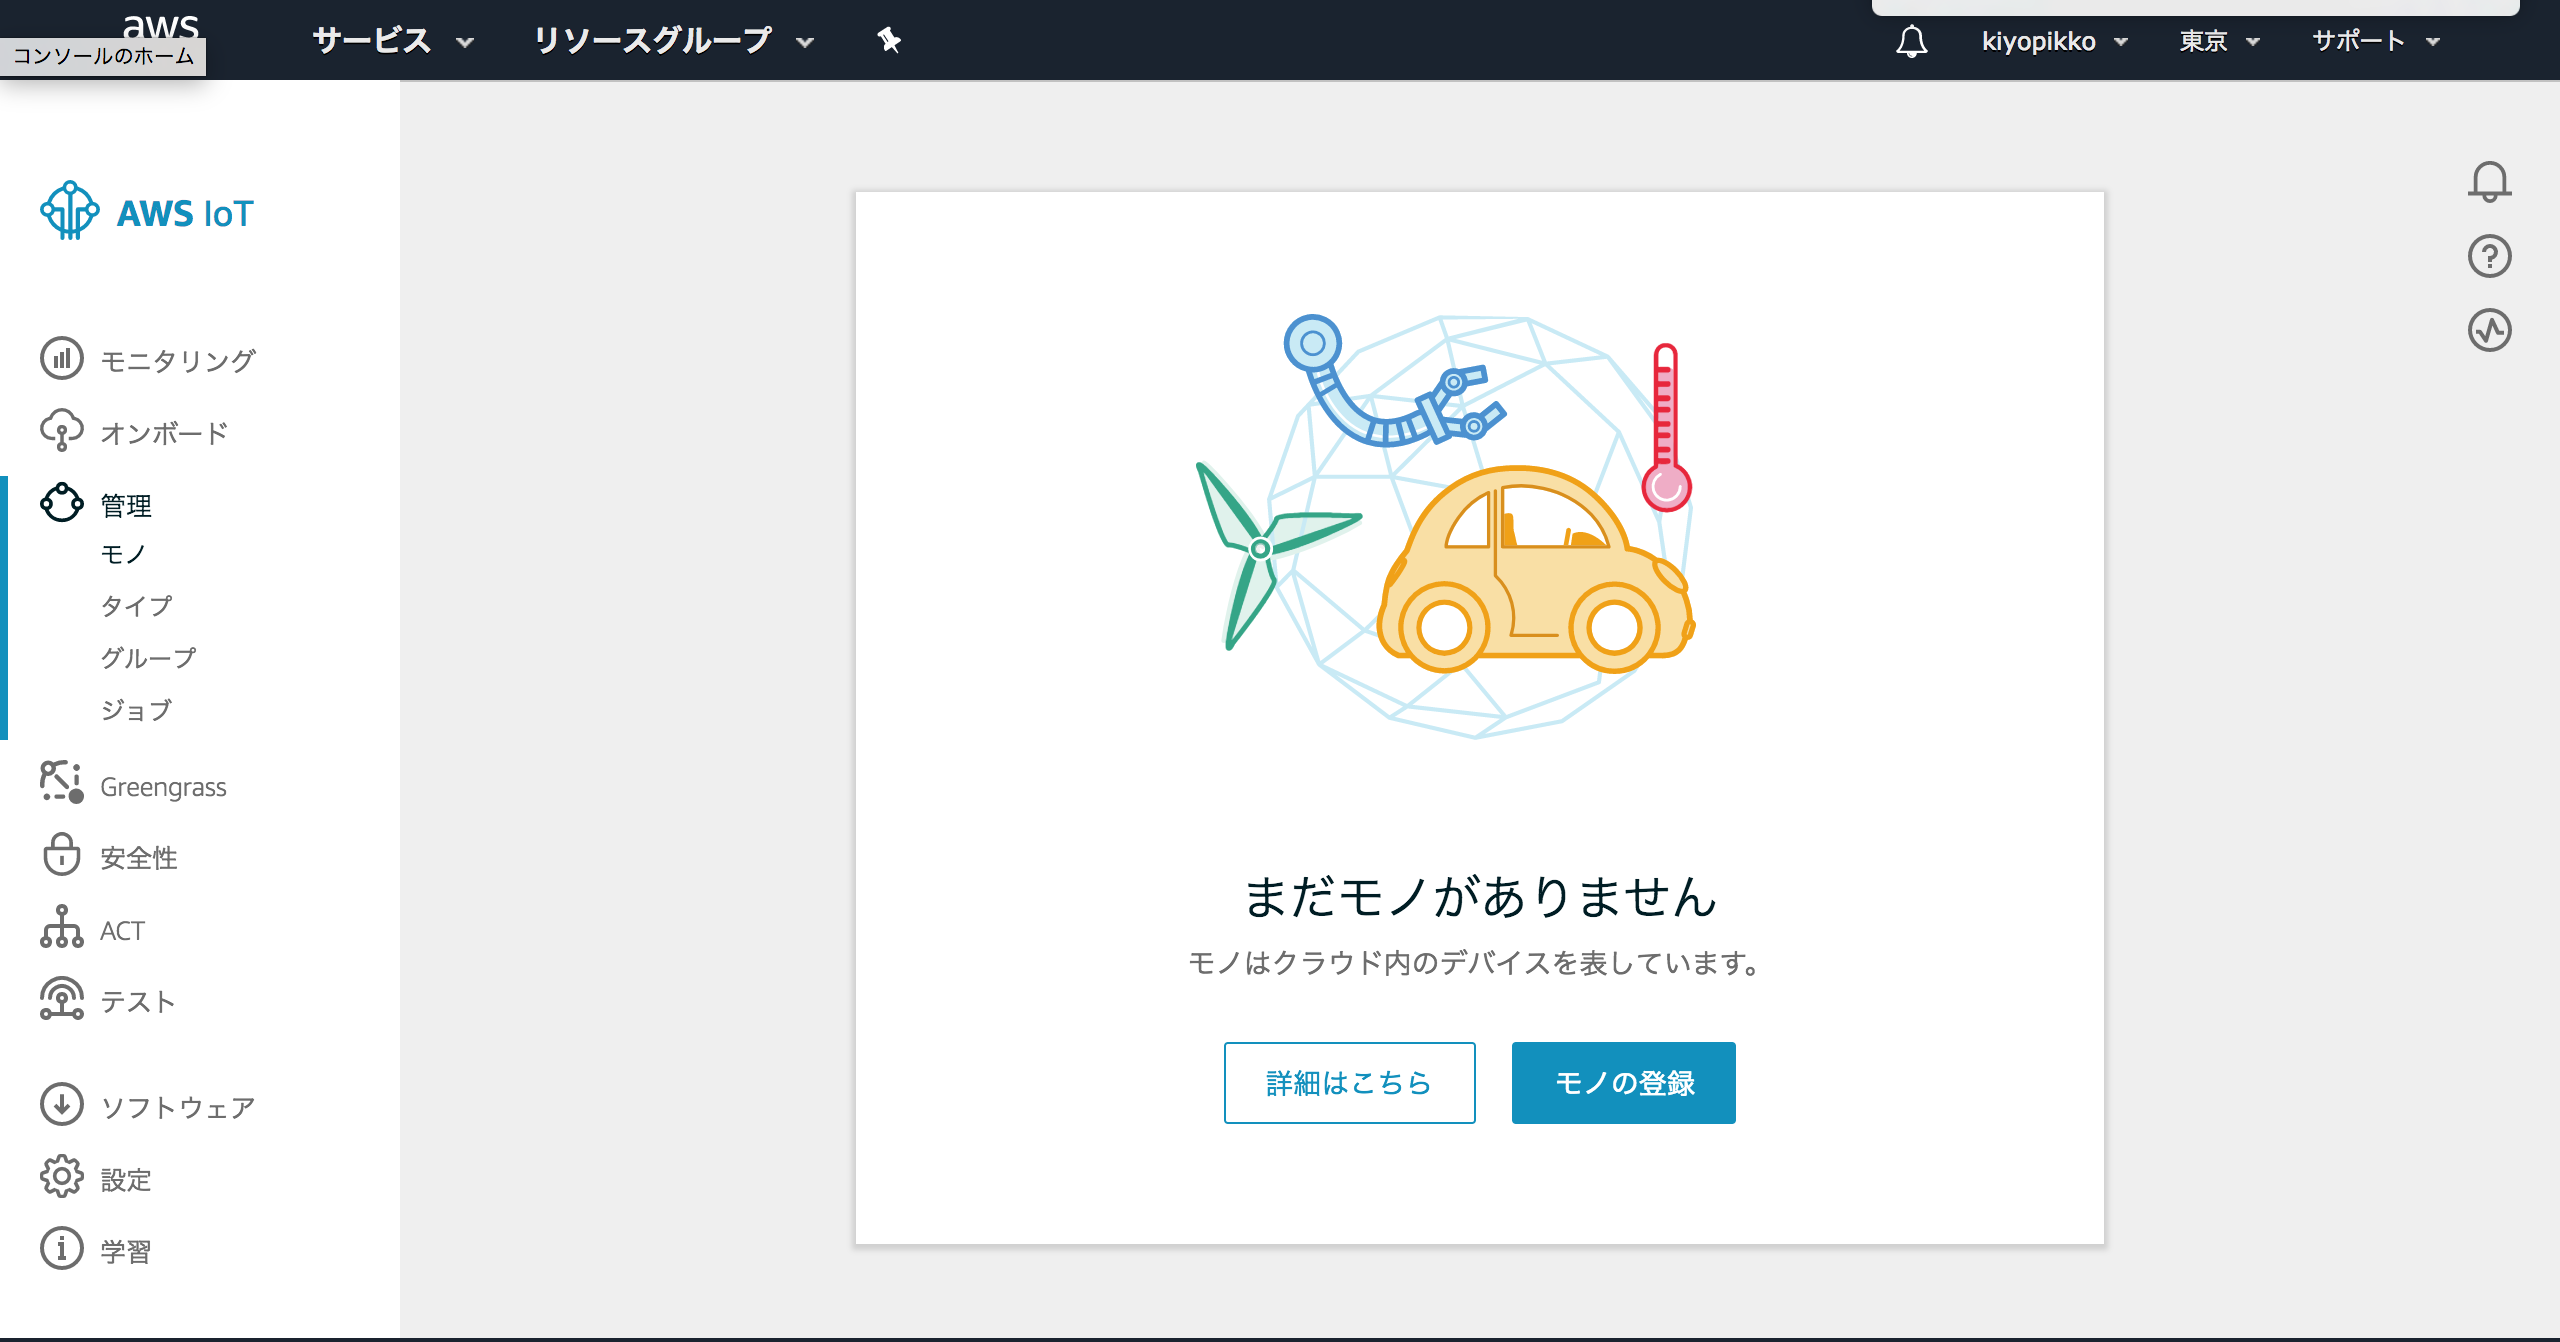 aws
コンソールのホーム
サービス
リソースグループ
kiyopikko
東京
サポート
AWS IoT
モニタリング
オンボード
管理
モノ
タイプ
グループ
ジョブ
Greengrass
安全性
ACT
テスト
ソフトウェア
設定
学習
まだモノがありません
モノはクラウド内のデバイスを表しています。
詳細はこちら
モノの登録